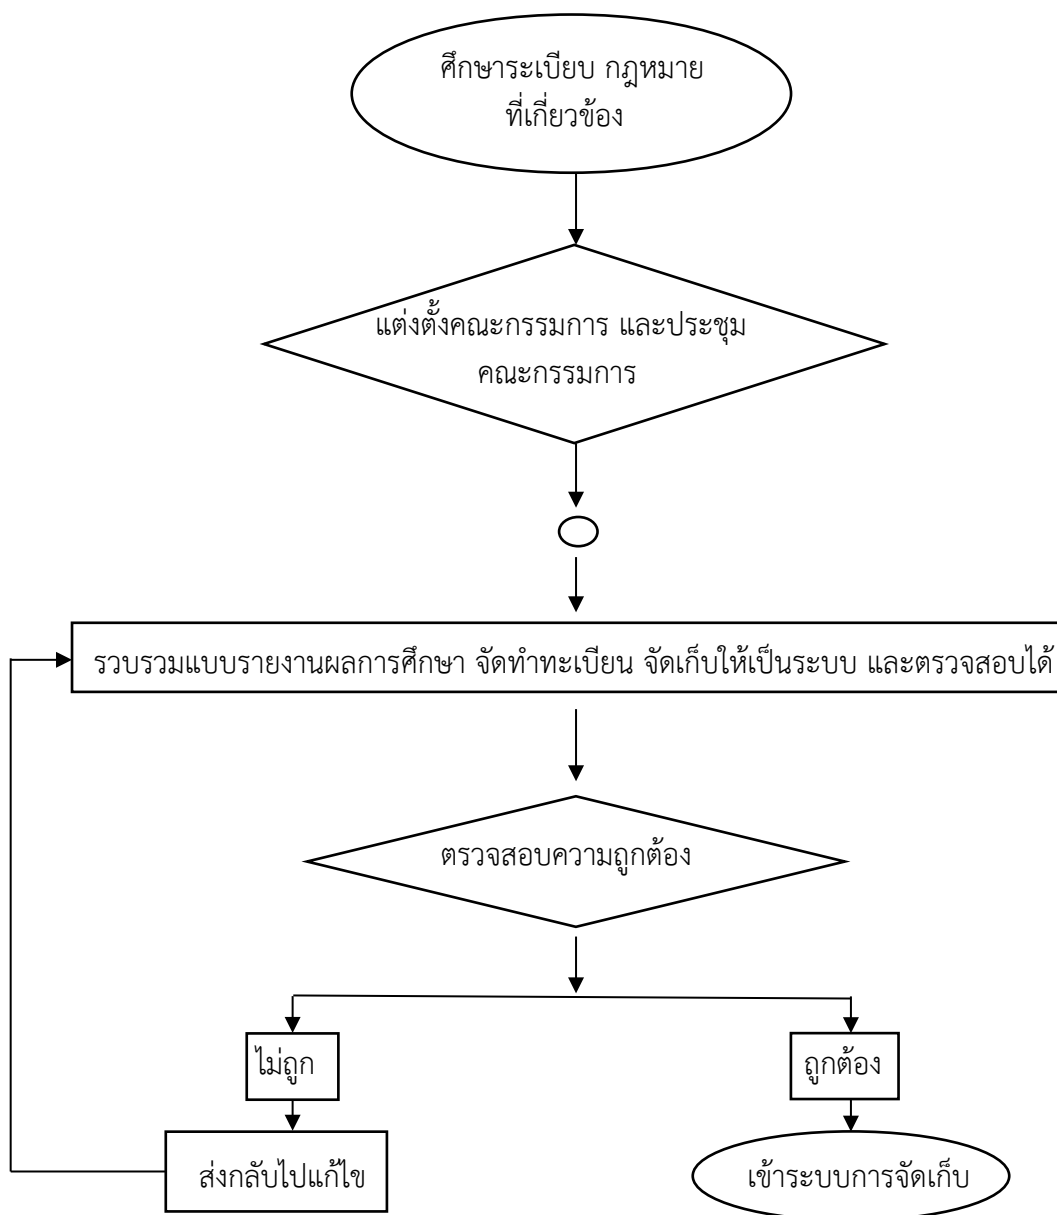 ศึกษาระเบียบ กฎหมาย
ที่เกี่ยวข้อง
แต่งตั้งคณะกรรมการ และประชุม
คณะกรรมการ
รวบรวมแบบรายงานผลการศึกษา จัดทำทะเบียน จัดเก็บให้เป็นระบบ และตรวจสอบได้
ตรวจสอบความถูกต้อง
ไม่ถูก
ถูกต้อง
ส่งกลับไปแก้ไข
เข้าระบบการจัดเก็บ